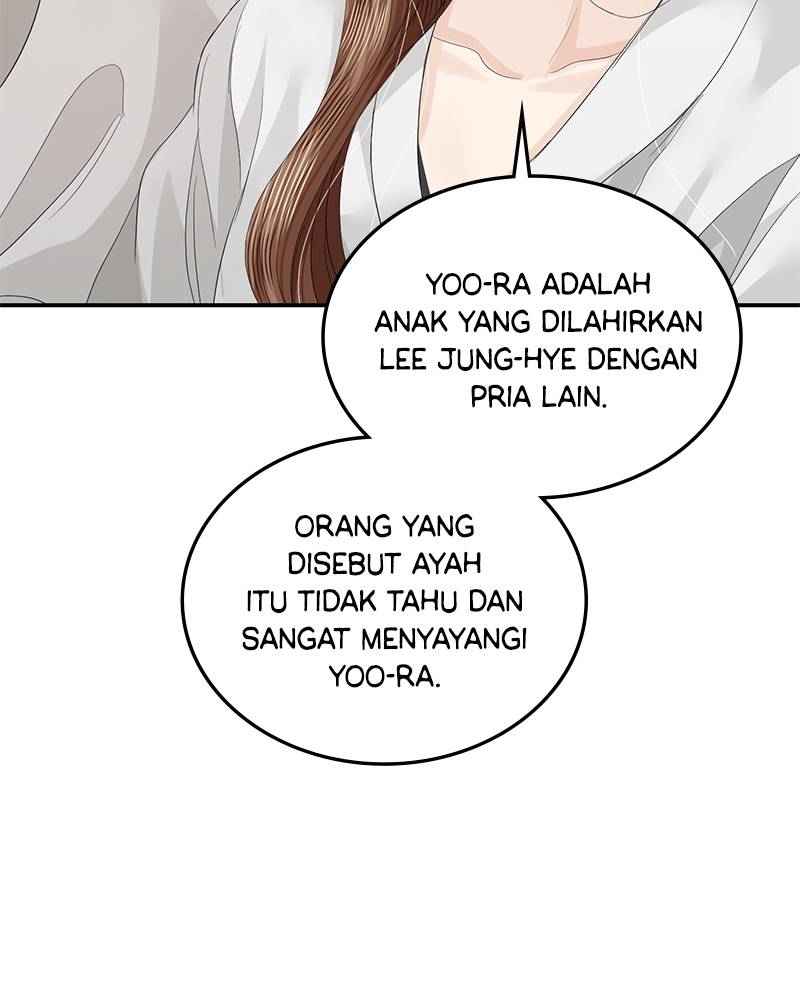 YOO-RA ADALAH
ANAK YANG DILAHIRKAN
LEE JUNG-HYE DENGAN
PRIA LAIN.
ORANG YANG
DISEBUT AYAH
ITU TIDAK TAHU DAN
SANGAT MENYAYANGI
YOO-RA.